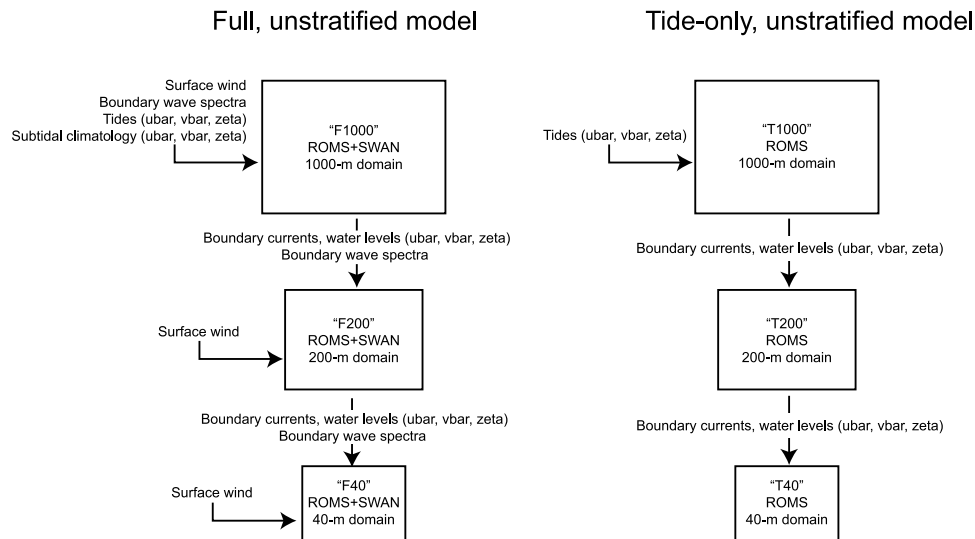 Full, unstratified model
Surface wind
Boundary wave spectra
Tides (ubar, vbar, zeta)
Subtidal climatology (ubar, vbar, zeta)
“F1000”
ROMS+SWAN
1000-m domain
Boundary currents, water levels (ubar, vbar, zeta)
Boundary wave spectra
Surface wind
“F200”
ROMS+SWAN
200-m domain
Boundary currents, water levels (ubar, vbar, zeta)
Boundary wave spectra
Surface wind
“F40”
ROMS+SWAN
40-m domain
Tide-only, unstratified model
Tides (ubar, vbar, zeta)
“T1000”
ROMS
1000-m domain
Boundary currents, water levels (ubar, vbar, zeta)
“T200”
ROMS
200-m domain
Boundary currents, water levels (ubar, vbar, zeta)
“T40”
ROMS
40-m domain